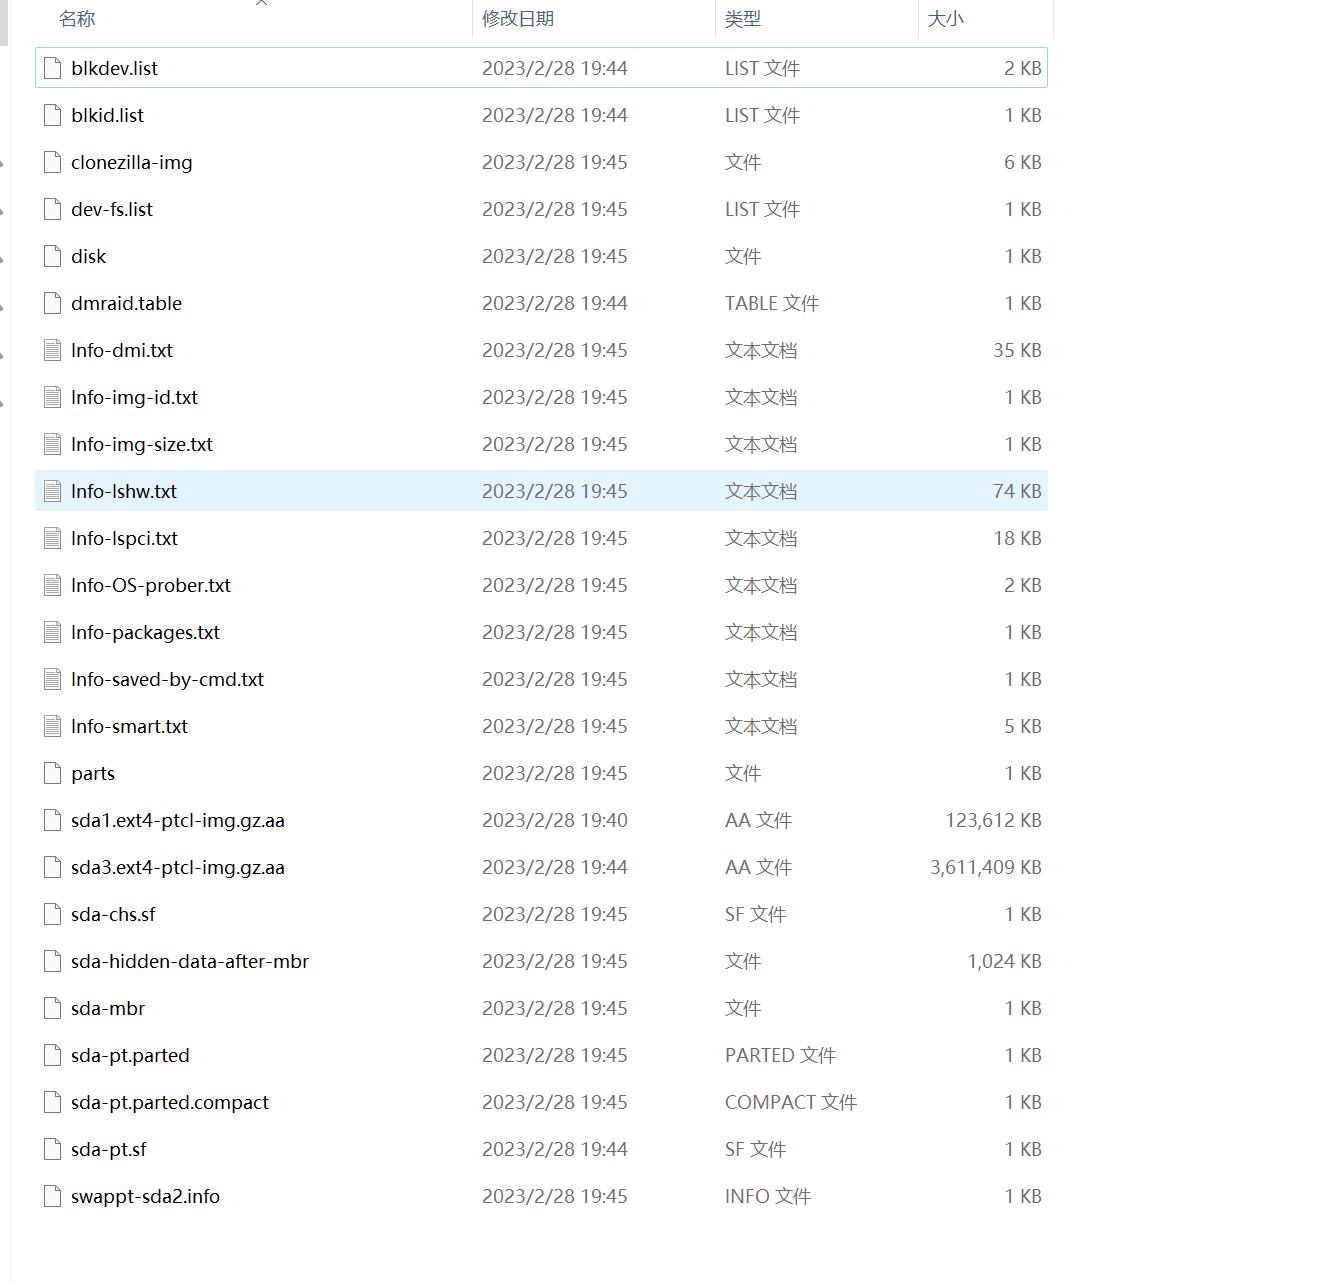 名称 修改日期 类型 大小
blkdev.list 2023/2/28 19:44 LIST 文件 2 KB
blkid.list 2023/2/28 19:44 LIST 文件 1 KB
clonezilla-img 2023/2/28 19:45 文件 6 KB
dev-fs.list 2023/2/28 19:45 LIST 文件 1 KB
disk 2023/2/28 19:45 文件 1 KB
dmraid.table 2023/2/28 19:44 TABLE 文件 1 KB
Info-dmi.txt 2023/2/28 19:45 文本文档 35 KB
Info-img-id.txt 2023/2/28 19:45 文本文档 1 KB
Info-img-size.txt 2023/2/28 19:45 文本文档 1 KB
Info-lshw.txt 2023/2/28 19:45 文本文档 74 KB
Info-lspci.txt 2023/2/28 19:45 文本文档 18 KB
Info-OS-prober.txt 2023/2/28 19:45 文本文档 2 KB
Info-packages.txt 2023/2/28 19:45 文本文档 1 KB
Info-saved-by-cmd.txt 2023/2/28 19:45 文本文档 1 KB
Info-smart.txt 2023/2/28 19:45 文本文档 5 KB
parts 2023/2/28 19:45 文件 1 KB
sda1.ext4-ptcl-img.gz.aa 2023/2/28 19:40 AA 文件 123,612 KB
sda3.ext4-ptcl-img.gz.aa 2023/2/28 19:44 AA 文件 3,611,409 KB
sda-chs.sf 2023/2/28 19:45 SF 文件 1 KB
sda-hidden-data-after-mbr 2023/2/28 19:45 文件 1,024 KB
sda-mbr 2023/2/28 19:45 文件 1 KB
sda-pt.parted 2023/2/28 19:45 PARTED 文件 1 KB
sda-pt.parted.compact 2023/2/28 19:45 COMPACT 文件 1 KB
sda-pt.sf 2023/2/28 19:44 SF 文件 1 KB
swappt-sda2.info 2023/2/28 19:45 INFO 文件 1 KB